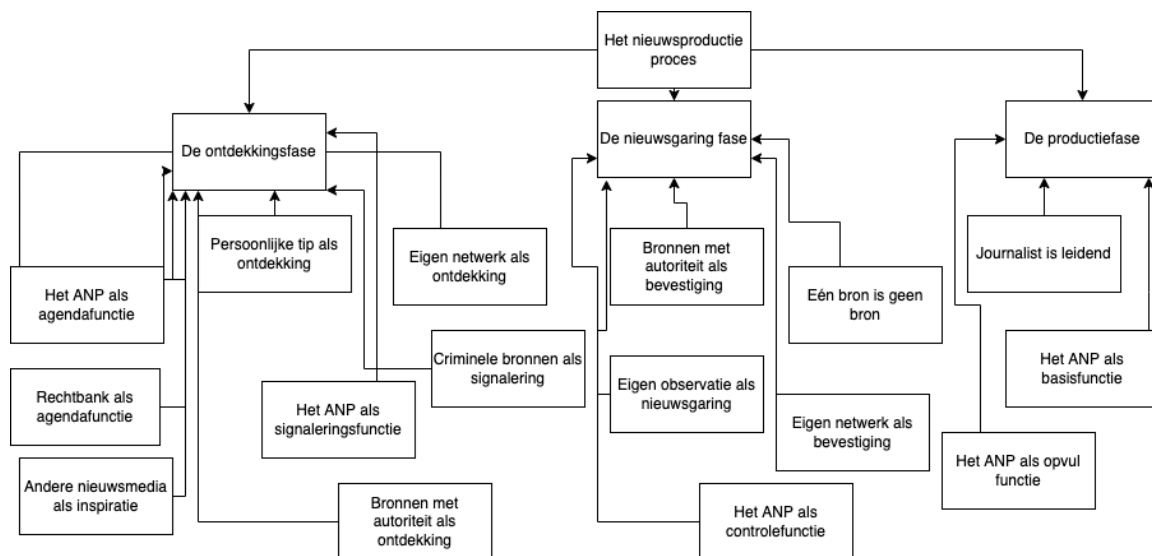 Het nieuwsproductie
proces
De ontdekkingsfase
De nieuwsgaring fase
De productiefase
Persoonlijke tip als
ontdekking
Eigen netwerk als
ontdekking
Bronnen met
autoriteit als
bevestiging
Journalist is leidend
Het ANP als
agendafunctie
Eén bron is geen
bron
Criminele bronnen als
signalering
Het ANP als
basisfunctie
Rechtbank als
agendafunctie
Het ANP als
signaleringsfunctie
Eigen observatie als
nieuwsgaring
Eigen netwerk als
bevestiging
Het ANP als opvul
functie
Andere nieuwsmedia
als inspiratie
Bronnen met
autoriteit als
ontdekking
Het ANP als
controlefunctie